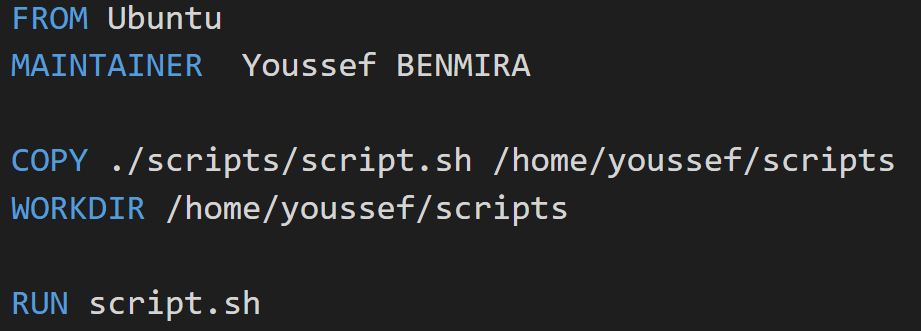 FROM Ubuntu
MAINTAINER  Youssef BENMIRA
COPY ./scripts/script.sh /home/youssef/scripts
WORKDIR /home/youssef/scripts
RUN script.sh